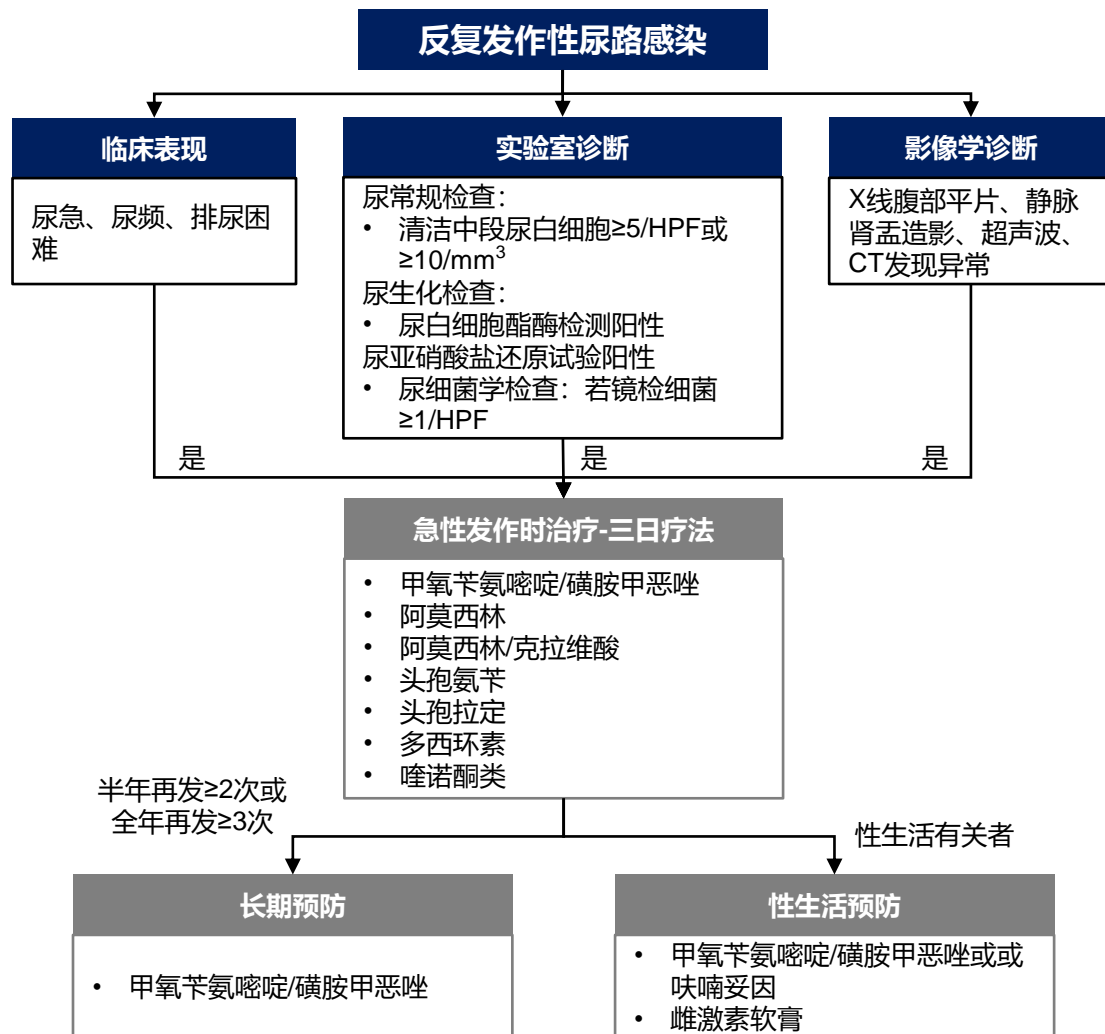 反复发作性尿路感染
临床表现
尿急、尿频、排尿困
难
实验室诊断
尿常规检查：
• 清洁中段尿白细胞≥5/HPF或
≥10/mm³
尿生化检查：
• 尿白细胞酯酶检测阳性
尿亚硝酸盐还原试验阳性
• 尿细菌学检查：若镜检细菌
≥1/HPF
影像学诊断
X线腹部平片、静脉
肾盂造影、超声波、
CT发现异常
是
是
是
急性发作时治疗-三日疗法
• 甲氧苄氨嘧啶/磺胺甲恶唑
• 阿莫西林
• 阿莫西林/克拉维酸
• 头孢氨苄
• 头孢拉定
• 多西环素
• 喹诺酮类
半年再发≥2次或
全年再发≥3次
性生活有关者
长期预防
• 甲氧苄氨嘧啶/磺胺甲恶唑
性生活预防
• 甲氧苄氨嘧啶/磺胺甲恶唑或或
呋喃妥因
• 雌激素软膏